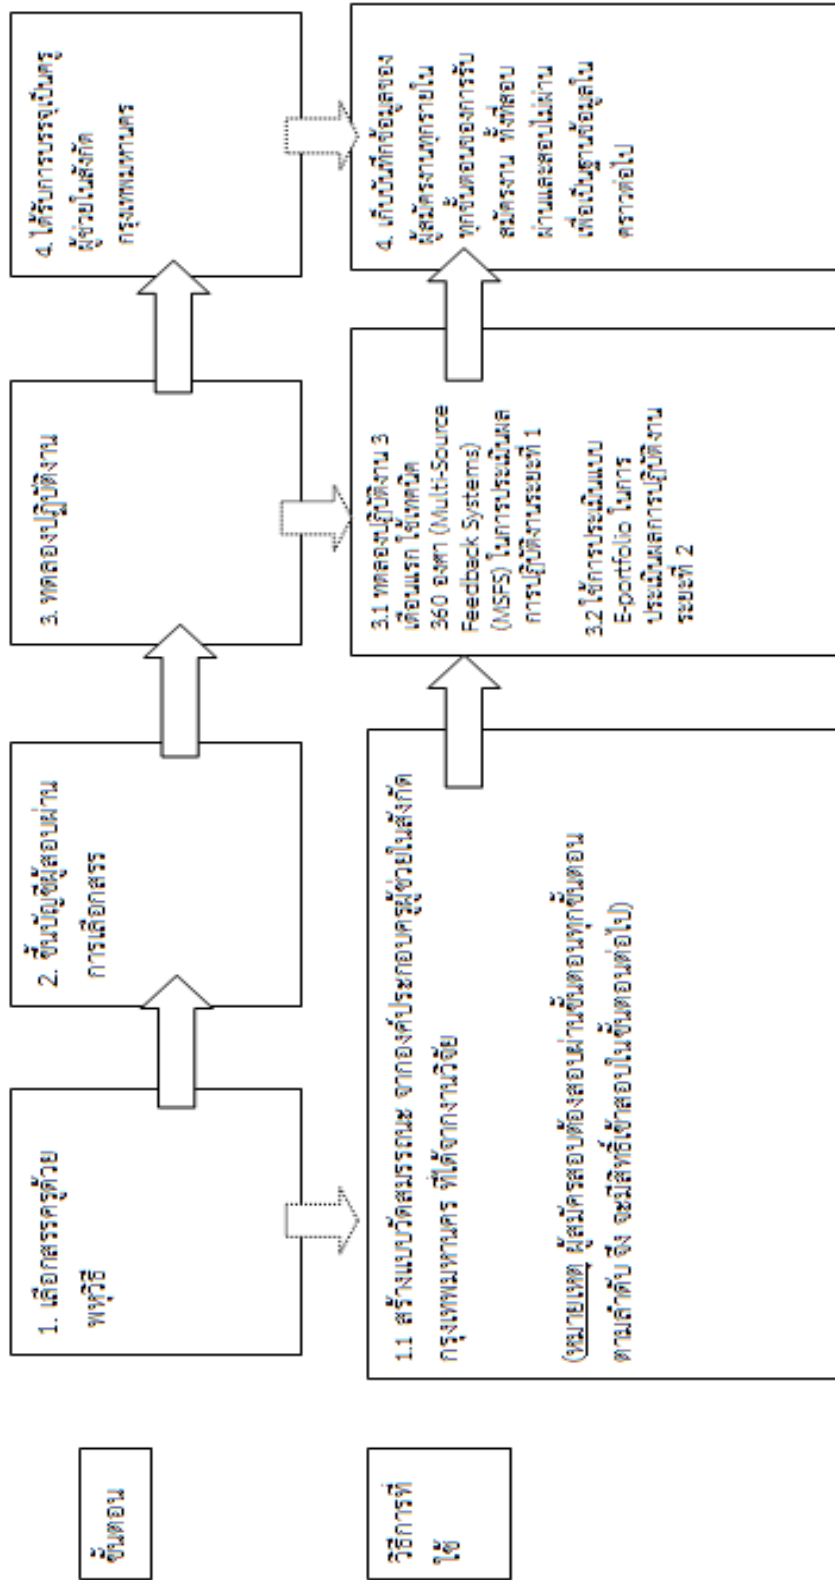 ขั้นตอน
1. เลือกสรรครูด้วย
พหุวิธี
2. ขึ้นบัญชีผู้สอบผ่าน
การเลือกสรร
3. ทดลองปฏิบัติงาน
4. ได้รับการบรรจุเป็นครู
ผู้ช่วยในสังกัด
กรุงเทพมหานคร
วิธีการที่
ใช้
1.1 สร้างแบบวัดสมรรถนะ จากองค์ประกอบครูผู้ช่วยในสังกัด
กรุงเทพมหานคร ที่ได้จากงานวิจัย
(หมายเหตุ ผู้สมัครสอบต้องสอบผ่านขั้นตอนทุกขั้นตอน
ตามลำดับ จึง จะมีสิทธิ์เข้าสอบในขั้นตอนต่อไป)
3.1 ทดลองปฏิบัติงาน 3
เดือนแรก ใช้เทคนิค
360 องศา (Multi-Source
Feedback Systems)
(MSFS) ในการประเมินผล
การปฏิบัติงานระยะที่ 1
3.2 ใช้การประเมินแบบ
E-portfolio ในการ
ประเมินผลการปฏิบัติงาน
ระยะที่ 2
4. เก็บบันทึกข้อมูลของ
ผู้สมัครงานทุกรายใน
ทุกขั้นตอนของการรับ
สมัครงาน ทั้งที่สอบ
ผ่านและสอบไม่ผ่าน
เพื่อเป็นฐานข้อมูลใน
คราวต่อไป